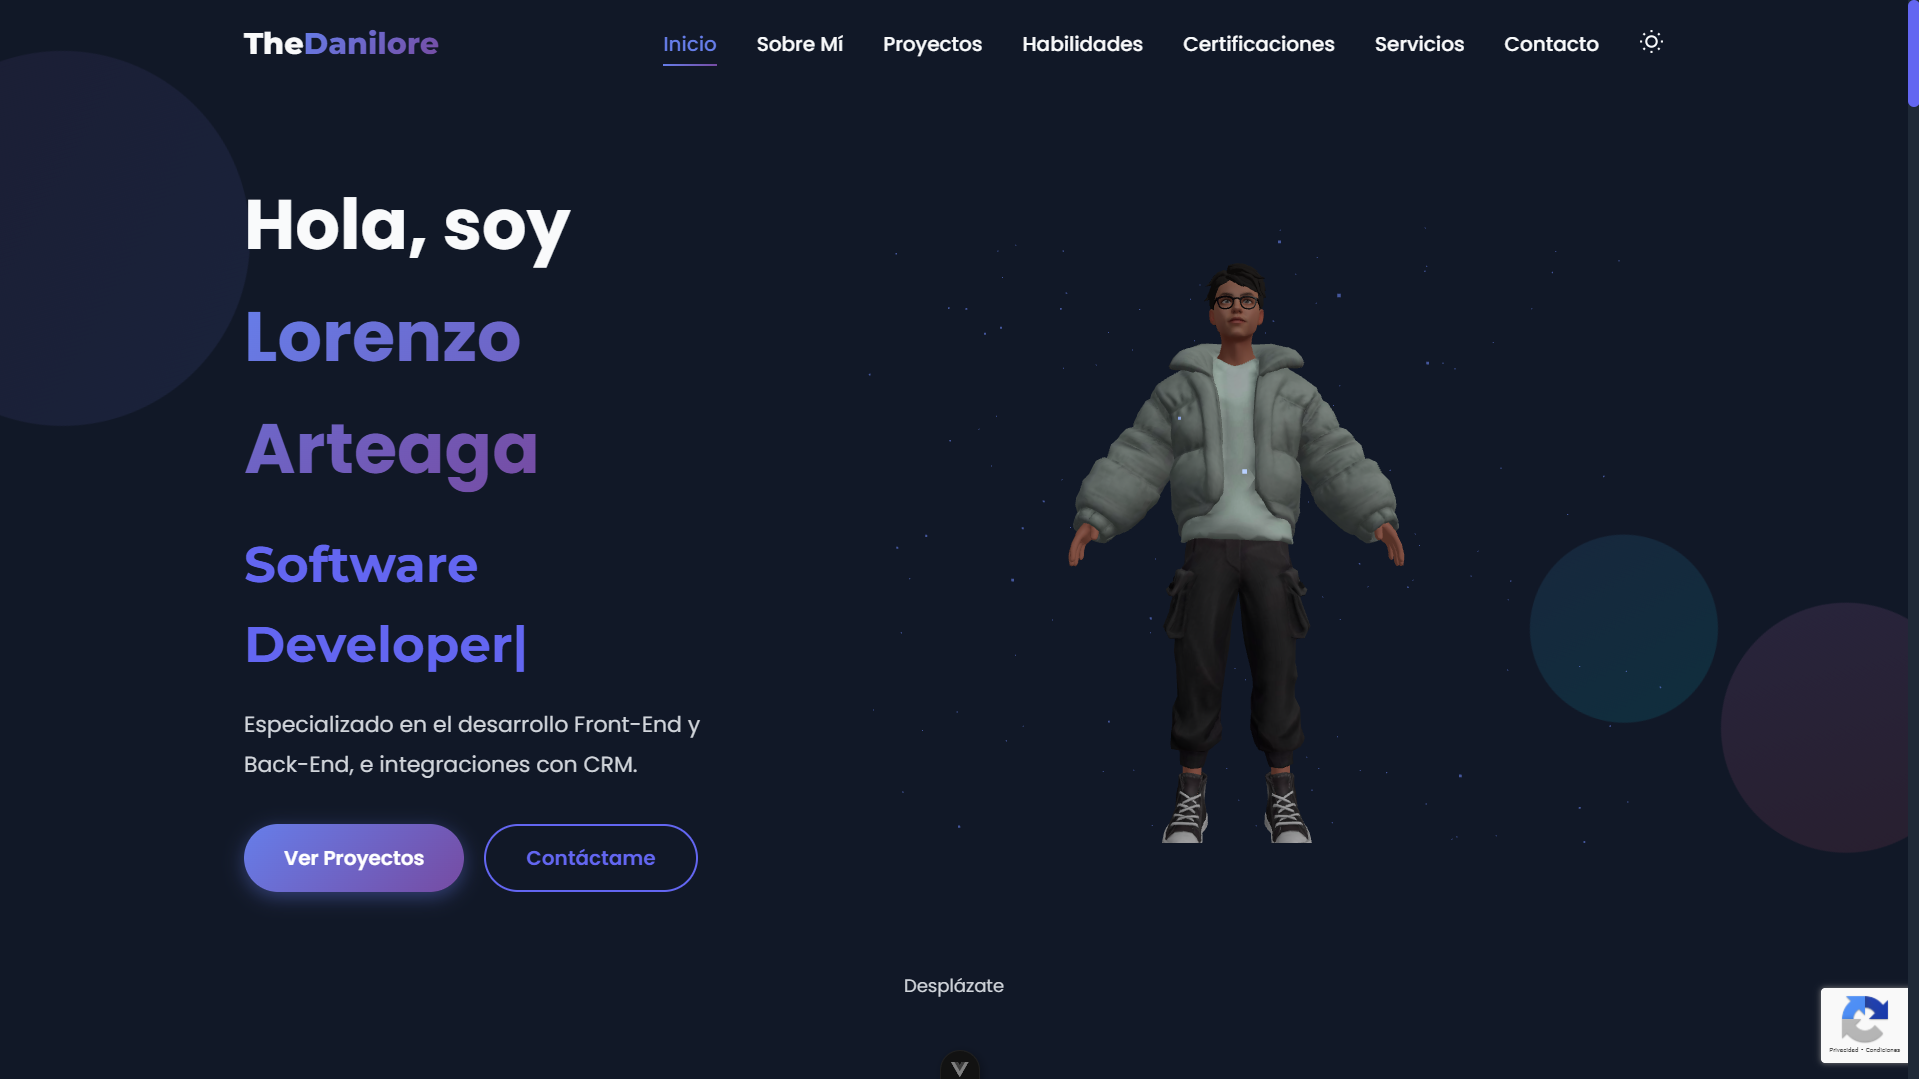 TheDanilore
Inicio Sobre Mí Proyectos Habilidades Certificaciones Servicios Contacto
Hola, soy
Lorenzo
Arteaga
Software
Developer|
Especializado en el desarrollo Front-End y
Back-End, e integraciones con CRM.
Ver Proyectos Contáctame
Desplázate
Privacidad - Condiciones